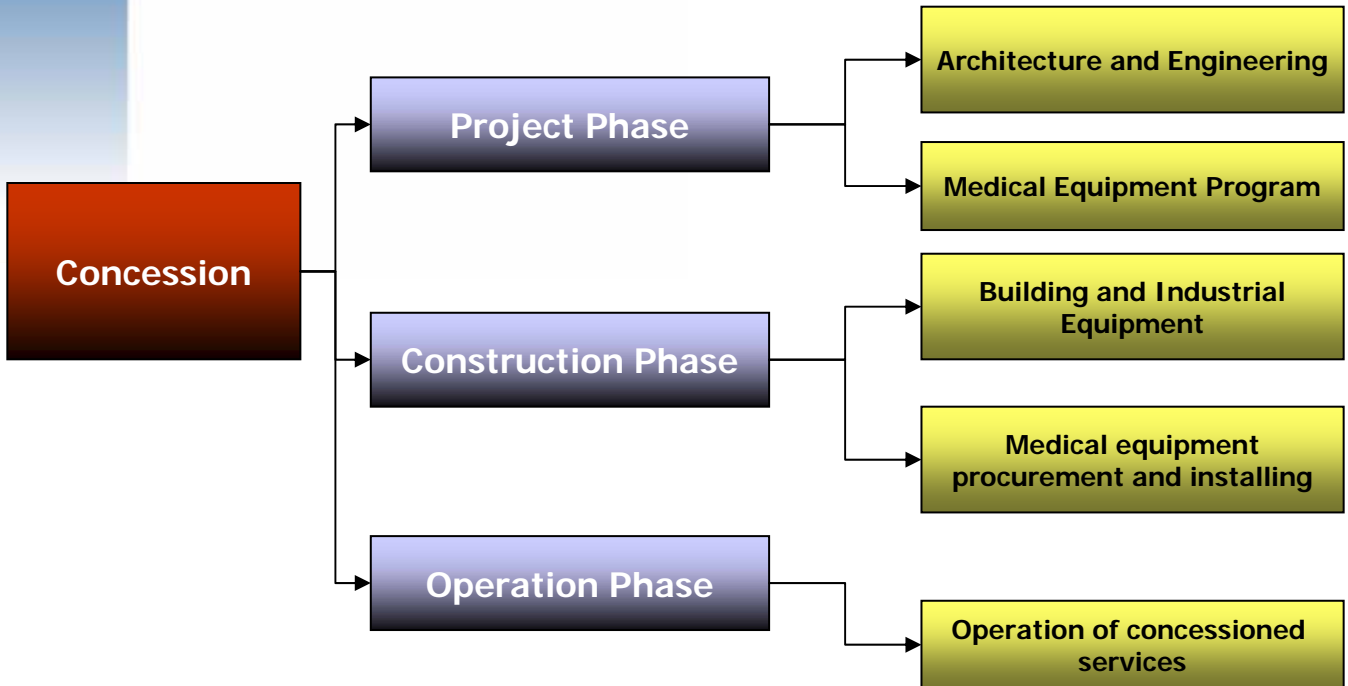 Concession
Project Phase
Architecture and Engineering
Medical Equipment Program
Construction Phase
Building and Industrial
Equipment
Medical equipment
procurement and installing
Operation Phase
Operation of concessioned
services